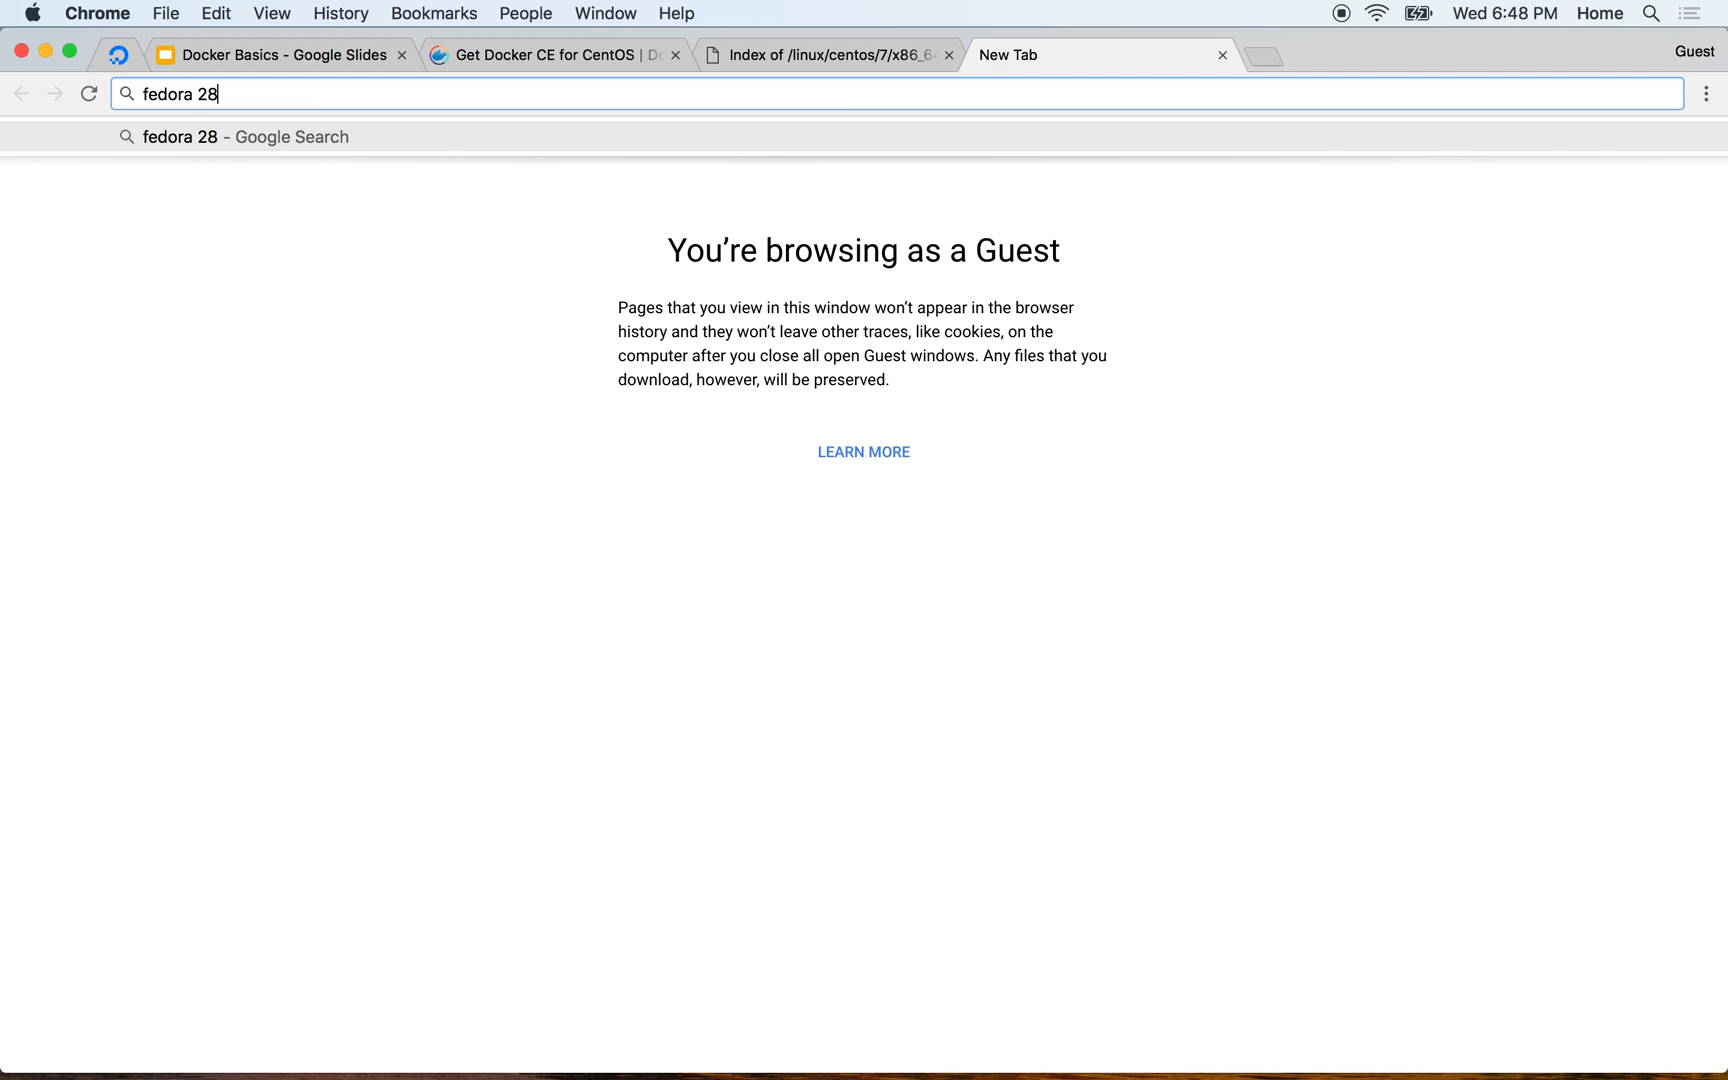 Chrome File Edit View History Bookmarks People Window Help Wed 6:48 PM Home
Docker Basics - Google Slides Get Docker CE for CentOS | Do Index of /linux/centos/7/x86_64 New Tab Guest
fedora 28
fedora 28 - Google Search
You're browsing as a Guest
Pages that you view in this window won't appear in the browser
history and they won't leave other traces, like cookies, on the
computer after you close all open Guest windows. Any files that you
download, however, will be preserved.
LEARN MORE